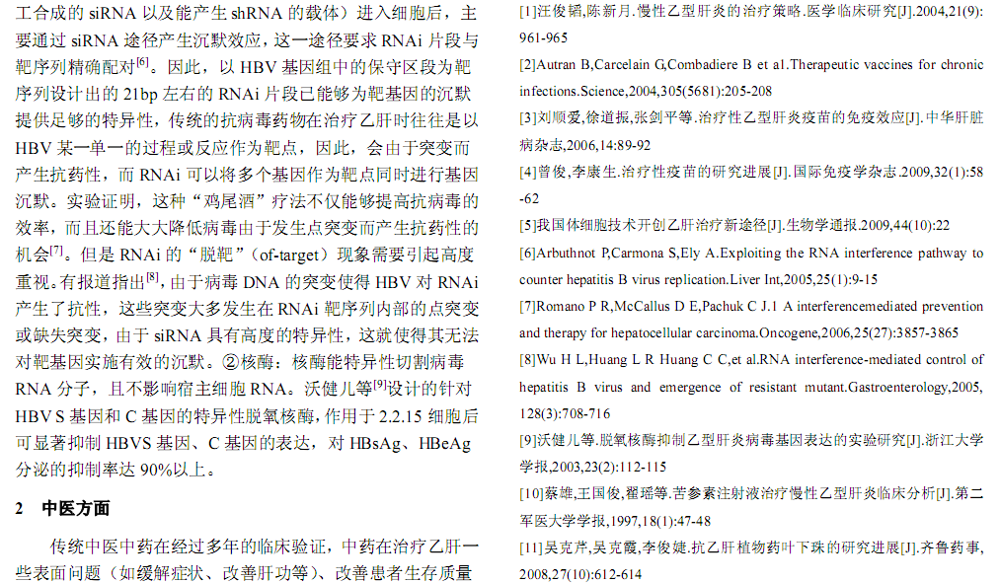 工合成的 siRNA 以及能产生 shRNA 的载体）进入细胞后，主
要通过 siRNA 途径产生沉默效应，这一途径要求 RNAi 片段与
靶序列精确配对[6]。因此，以 HBV 基因组中的保守区段为靶
序列设计出的 21bp 左右的 RNAi 片段已能够为靶基因的沉默
提供足够的特异性，传统的抗病毒药物在治疗乙肝时往往是以
HBV 某一单一的过程或反应作为靶点，因此，会由于突变而
产生抗药性，而 RNAi 可以将多个基因作为靶点同时进行基因
沉默。实验证明，这种“鸡尾酒”疗法不仅能够提高抗病毒的
效率，而且还能大大降低病毒由于发生点突变而产生抗药性的
机会[7]。但是 RNAi 的“脱靶”（of-target）现象需要引起高度
重视。有报道指出[8]，由于病毒 DNA 的突变使得 HBV 对 RNAi
产生了抗性，这些突变大多发生在 RNAi 靶序列内部的点突变
或缺失突变，由于 siRNA 具有高度的特异性，这就使得其无法
对靶基因实施有效的沉默。②核酶：核酶能特异性切割病毒
RNA 分子，且不影响宿主细胞 RNA。沃健儿等[9]设计的针对
HBV S 基因和 C 基因的特异性脱氧核酶，作用于 2.2.15 细胞后
可显著抑制 HBVS 基因、C 基因的表达，对 HBsAg、HBeAg
分泌的抑制率达 90%以上。
2 中医方面
传统中医中药在经过多年的临床验证，中药在治疗乙肝一
些表面问题（如缓解症状、改善肝功等）、改善患者生存质量
[1]汪俊韬,陈新月.慢性乙型肝炎的治疗策略.医学临床研究[J].2004,21(9):
961-965
[2]Autran B,Carcelain G,Combadiere B et a1.Therapeutic vaccines for chronic
infections.Science,2004,305(5681):205-208
[3]刘顺爱,徐道振,张剑平等.治疗性乙型肝炎疫苗的免疫效应[J].中华肝脏
病杂志,2006,14:89-92
[4]曾俊,李康生.治疗性疫苗的研究进展[J].国际免疫学杂志.2009,32(1):58
-62
[5]我国体细胞技术开创乙肝治疗新途径[J].生物学通报.2009,44(10):22
[6]Arbuthnot P,Carmona S,Ely A.Exploiting the RNA interference pathway to
counter hepatitis B virus replication.Liver Int,2005,25(1):9-15
[7]Romano P R,McCallus D E,Pachuk C J.1 A interferencemediated prevention
and therapy for hepatocellular carcinoma.Oncogene,2006,25(27):3857-3865
[8]Wu H L,Huang L R Huang C C,et al.RNA interference-mediated control of
hepatitis B virus and emergence of resistant mutant.Gastroenterology,2005,
128(3):708-716
[9]沃健儿等.脱氧核酶抑制乙型肝炎病毒基因表达的实验研究[J].浙江大学
学报,2003,23(2):112-115
[10]蔡雄,王国俊,瞿瑶等.苦参素注射液治疗慢性乙型肝炎临床分析[J].第二
军医大学学报,1997,18(1):47-48
[11]吴克芹,吴克霞,李俊婕.抗乙肝植物药叶下珠的研究进展[J].齐鲁药事,
2008,27(10):612-614